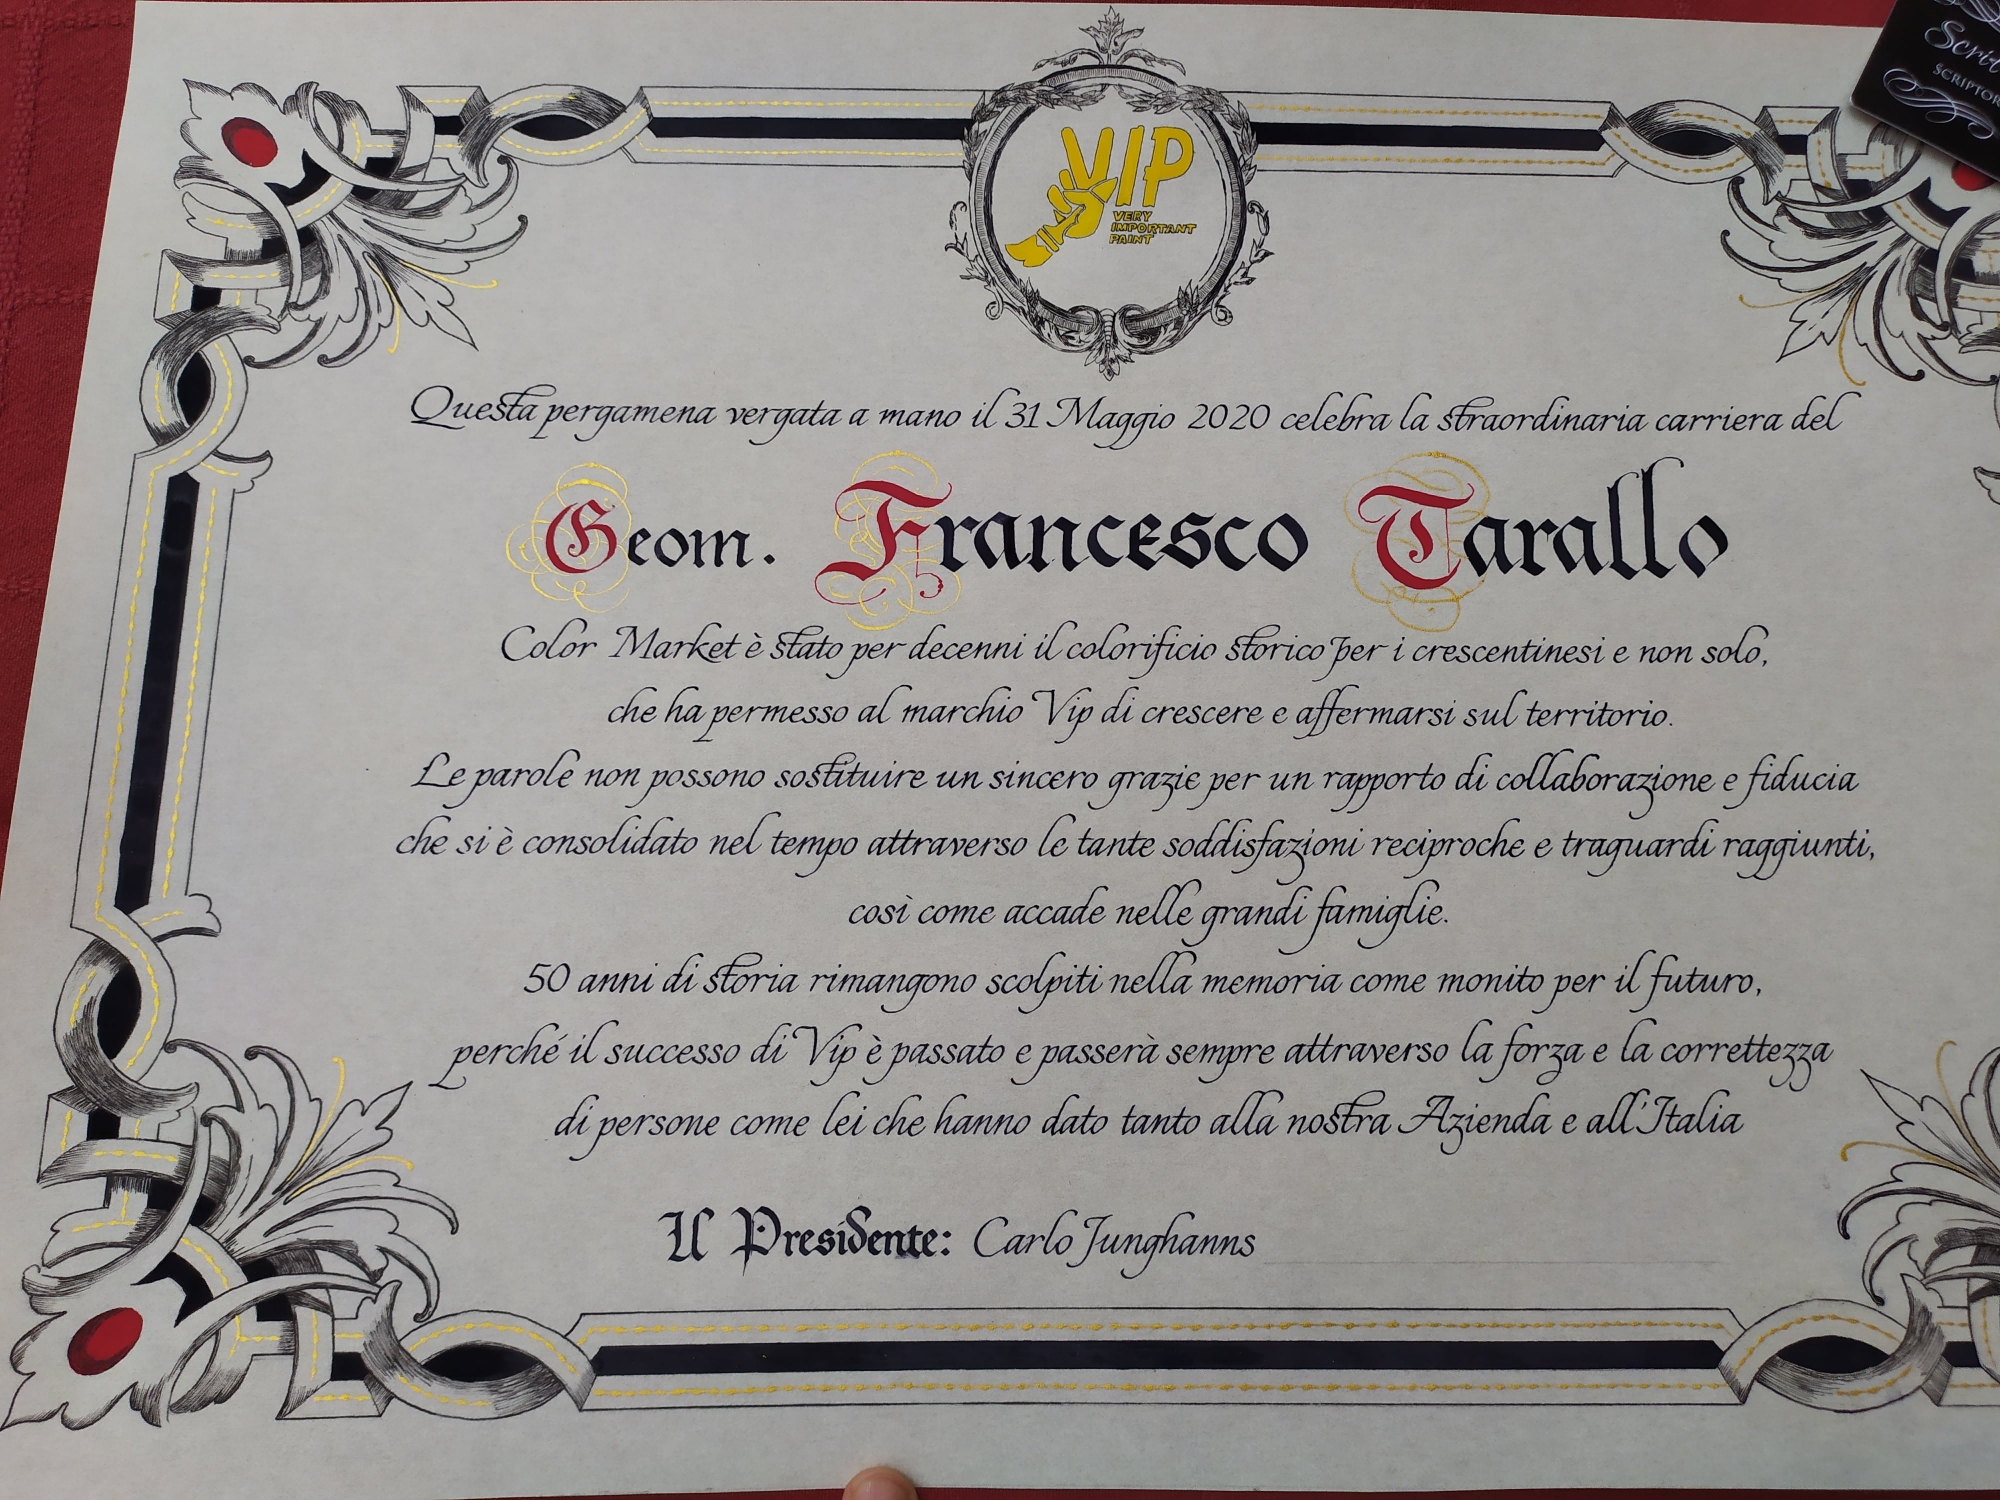 Scrit
SCRIPTOR
VIP
VERY
IMPORTANT
PAINT
Questa pergamena vergata a mano il 31 Maggio 2020 celebra la straordinaria carriera del
Geom. Francesco Tarallo
Color Market è stato per decenni il colorificio storico per i crescentinesi e non solo,
che ha permesso al marchio Vip di crescere e affermarsi sul territorio.
Le parole non possono sostituire un sincero grazie per un rapporto di collaborazione e fiducia
che si è consolidato nel tempo attraverso le tante soddisfazioni reciproche e traguardi raggiunti,
così come accade nelle grandi famiglie.
50 anni di storia rimangono scolpiti nella memoria come monito per il futuro,
perché il successo di Vip è passato e passerà sempre attraverso la forza e la correttezza
di persone come lei che hanno dato tanto alla nostra Azienda e all'Italia
Il Presidente: Carlo Junghanns